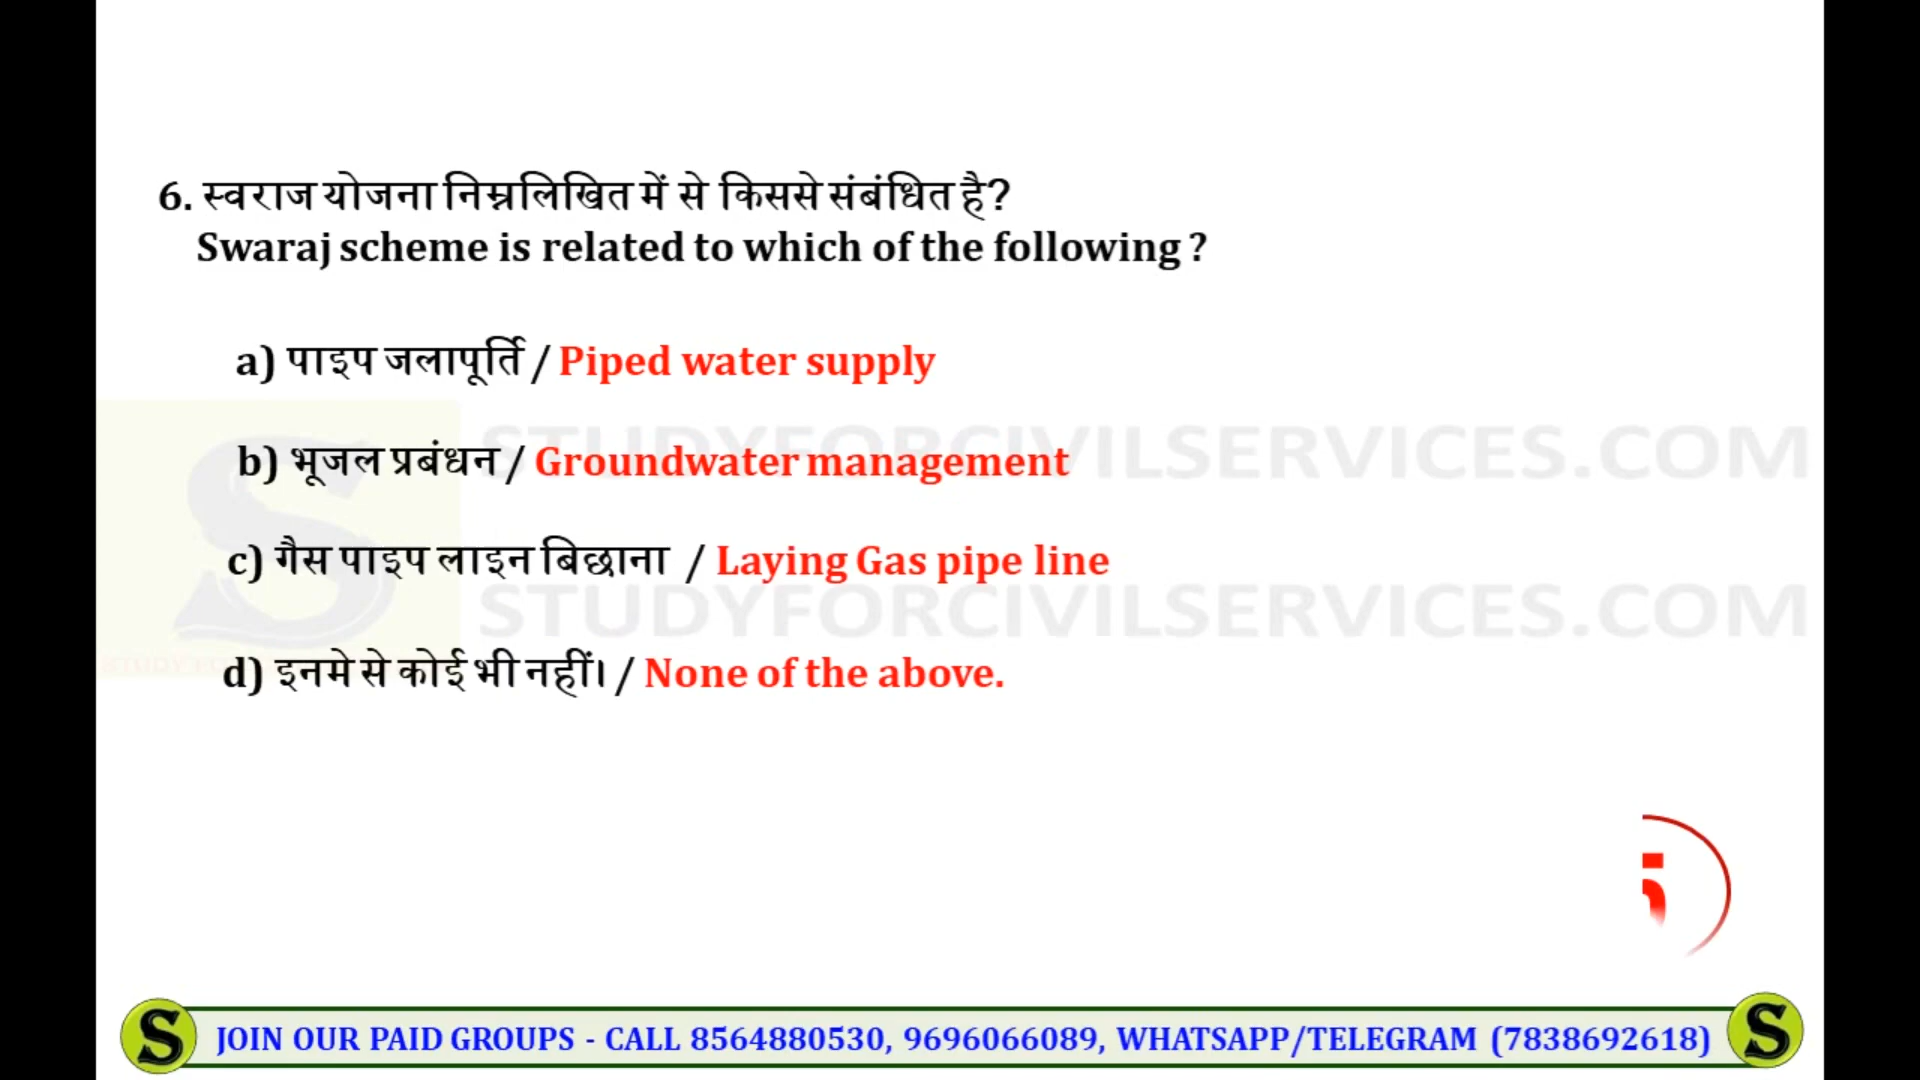 6. स्वराज योजना निम्नलिखित में से किससे संबंधित है?
Swaraj scheme is related to which of the following ?
a) पाइप जलापूर्ति / Piped water supply
STUDYFORCIVILSERVICES.COM
b) भूजल प्रबंधन / Groundwater management
c) गैस पाइप लाइन बिछाना / Laying Gas pipe line
STUDYFORCIVILSERVICES.COM
d) इनमे से कोई भी नहीं। / None of the above.
5
S JOIN OUR PAID GROUPS - CALL 8564880530, 9696066089, WHATSAPP/TELEGRAM (7838692618) S